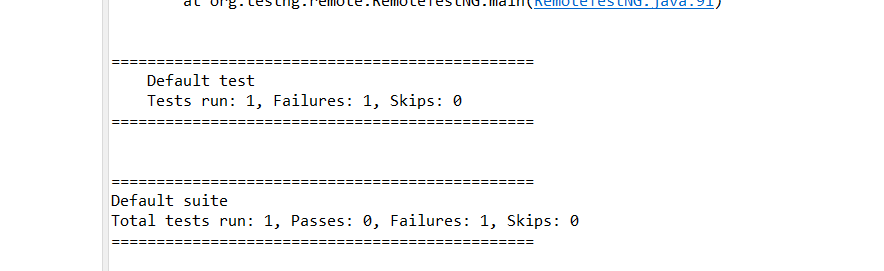 at org.testng.remote.RemoteTestNG.main(RemoteTestNG.java:91)
===============================================
Default test
Tests run: 1, Failures: 1, Skips: 0
===============================================
===============================================
Default suite
Total tests run: 1, Passes: 0, Failures: 1, Skips: 0
===============================================